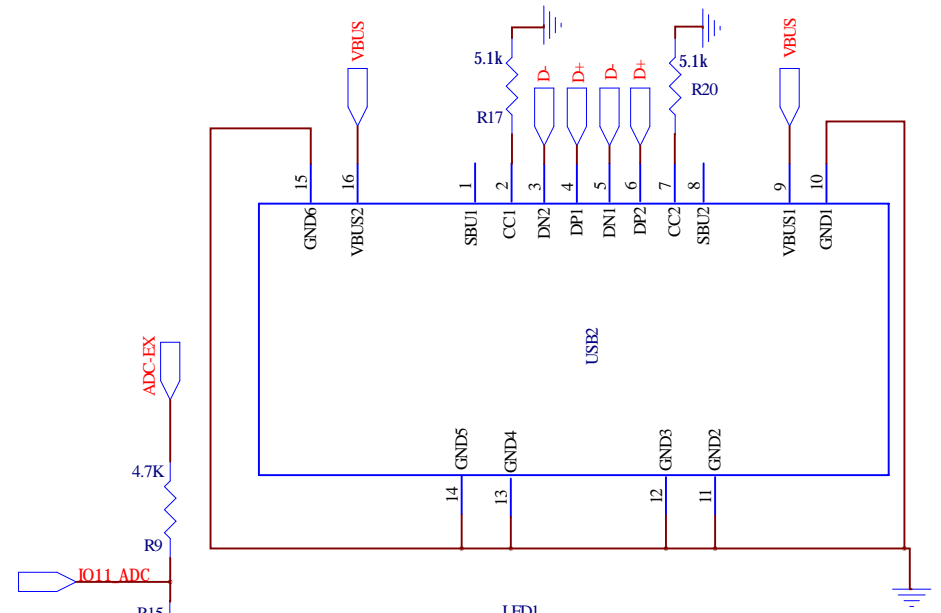 VBUS
VBUS
5.1k
5.1k
D-
D+
D-
D+
R17
R20
15
16
1
2
3
4
5
6
7
8
9
10
GND6
VBUS2
SBU1
CC1
DN2
DP1
DN1
DP2
CC2
SBU2
VBUS1
GND1
USB2
ADC-EX
GND5
GND4
GND3
GND2
14
13
12
11
4.7K
R9
IO11_ADC
R15
LED1